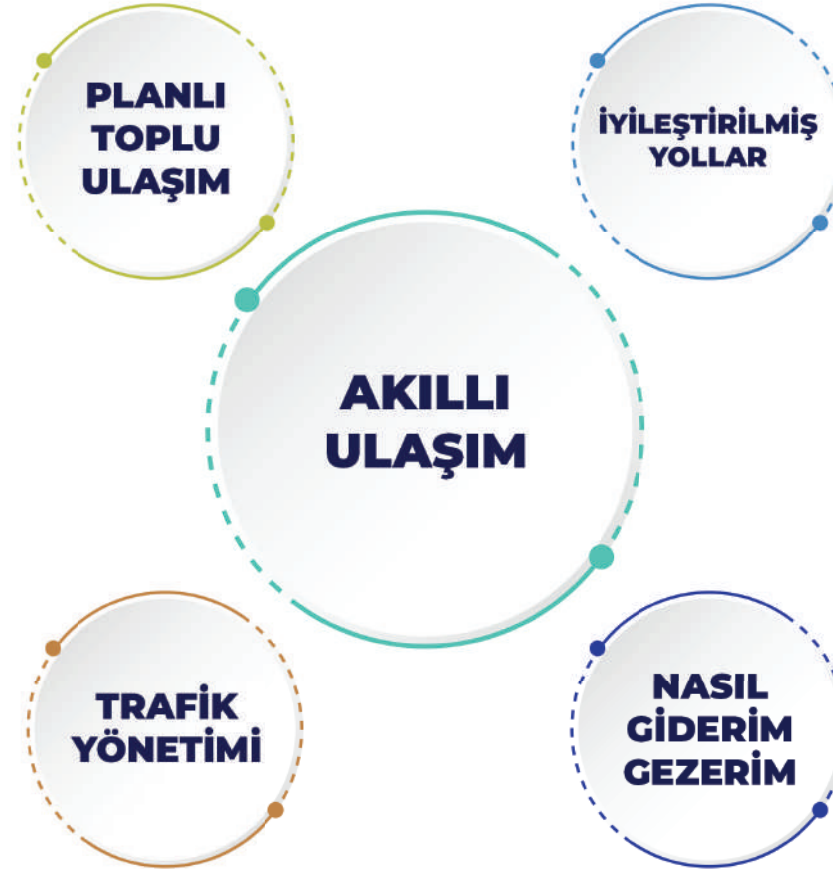 PLANLI
TOPLU
ULAŞIM
İYİLEŞTİRİLMİŞ
YOLLAR
AKILLI
ULAŞIM
TRAFİK
YÖNETİMİ
NASIL
GİDERİM
GEZERİM